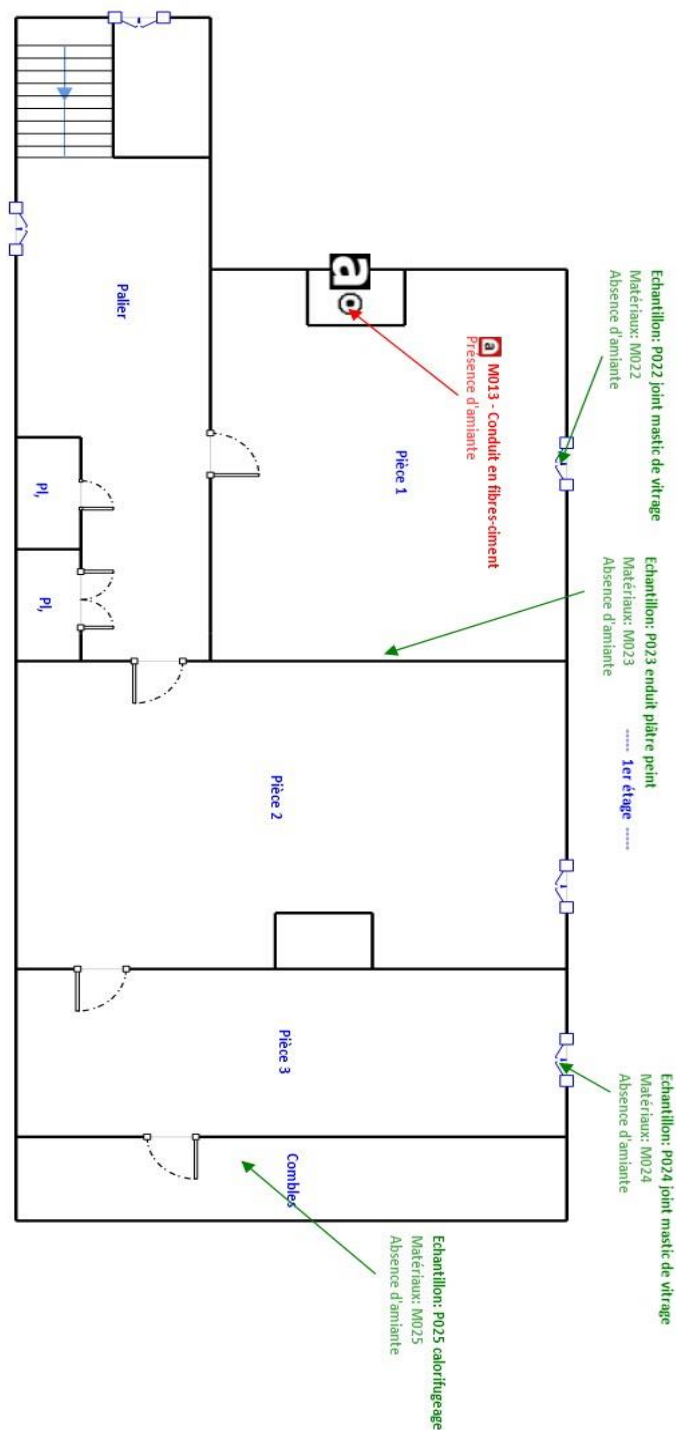 Echantillon: P022 joint mastic de vitrage
Matériaux: M022
Absence d'amiante
Echantillon: P023 enduit plâtre peint
Matériaux: M023
Absence d'amiante
----- 1er étage -----
Echantillon: P024 joint mastic de vitrage
Matériaux: M024
Absence d'amiante
a
a M013 - Conduit en fibres-ciment
Présence d'amiante
Pièce 1
Palier
Pl,
Pl,
Pièce 2
Pièce 3
Combles
Echantillon: P025 calorifugeage
Matériaux: M025
Absence d'amiante